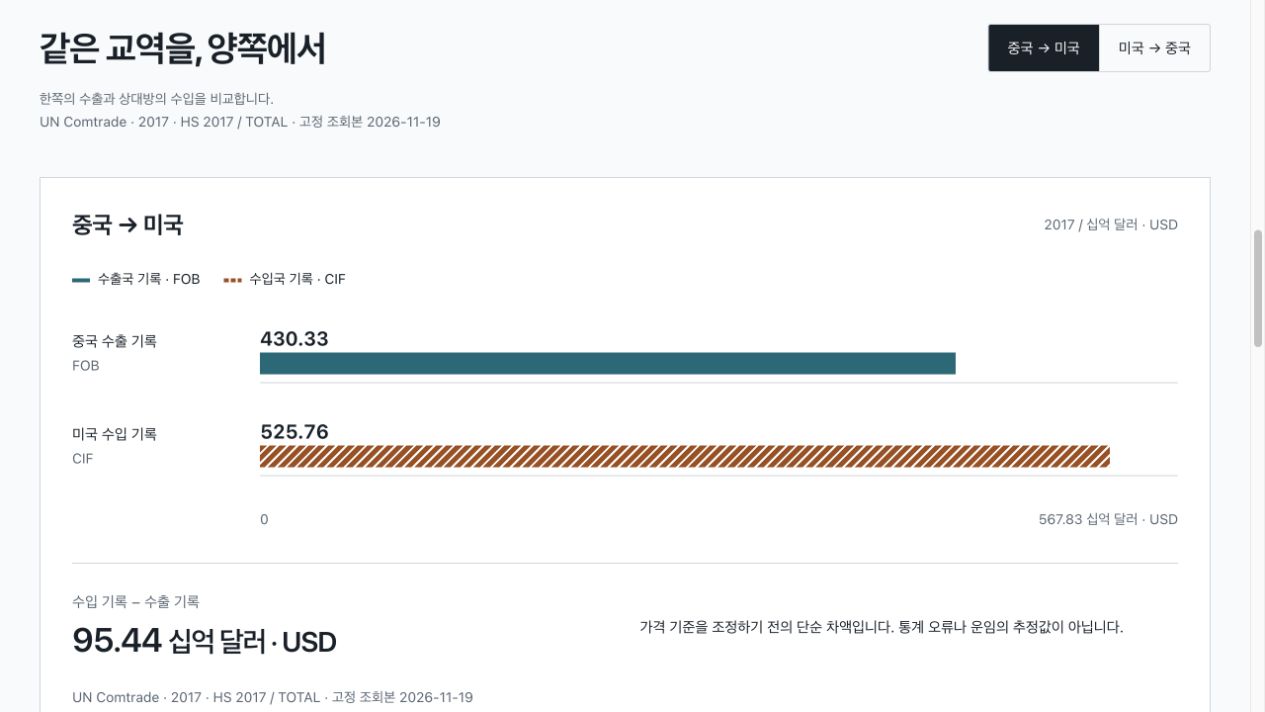 같은 교역을, 양쪽에서
중국 → 미국
미국 → 중국
한쪽의 수출과 상대방의 수입을 비교합니다.
UN Comtrade · 2017 · HS 2017 / TOTAL · 고정 조회본 2026-11-19
중국 → 미국
2017 / 십억 달러 · USD
수출국 기록 · FOB
수입국 기록 · CIF
중국 수출 기록
430.33
FOB
미국 수입 기록
525.76
CIF
0
567.83 십억 달러 · USD
수입 기록 – 수출 기록
95.44 십억 달러 · USD
가격 기준을 조정하기 전의 단순 차액입니다. 통계 오류나 운임의 추정값이 아닙니다.
UN Comtrade · 2017 · HS 2017 / TOTAL · 고정 조회본 2026-11-19